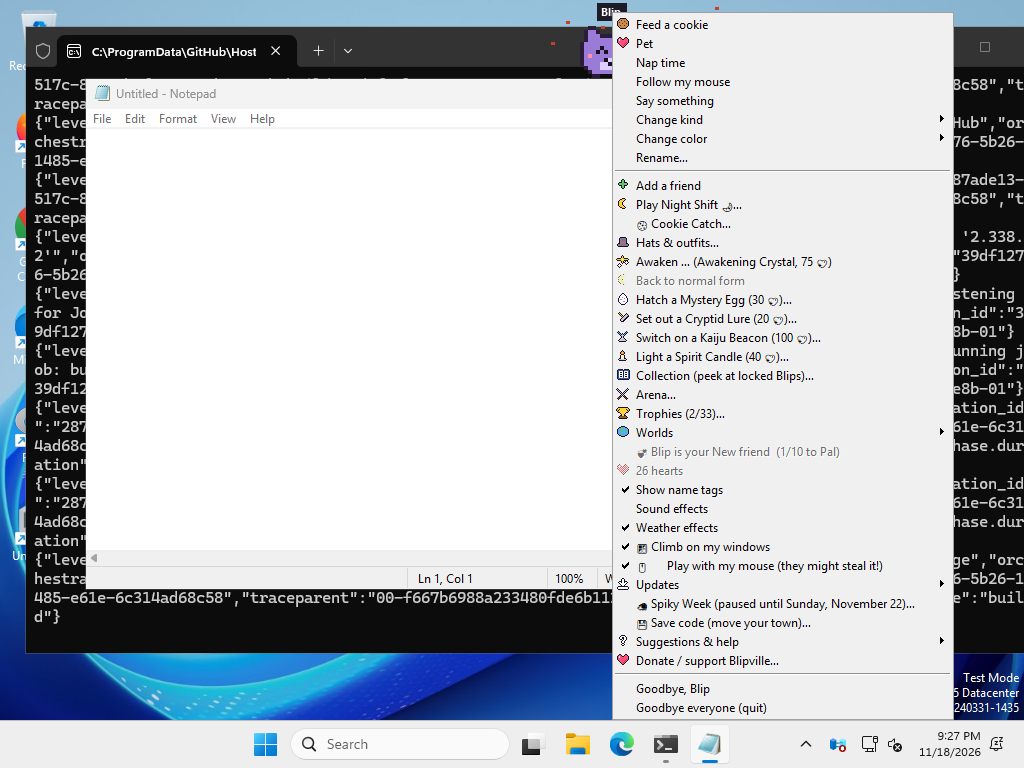 Blip
C:\ProgramData\GitHub\Host
Untitled - Notepad
File Edit Format View Help
Ln 1, Col 1
100%
Feed a cookie
Pet
Nap time
Follow my mouse
Say something
Change kind
Change color
Rename...
Add a friend
Play Night Shift ...
Cookie Catch...
Hats & outfits...
Awaken ... (Awakening Crystal, 75 )
Back to normal form
Hatch a Mystery Egg (30 )...
Set out a Cryptid Lure (20 )...
Switch on a Kaiju Beacon (100 )...
Light a Spirit Candle (40 )...
Collection (peek at locked Blips)...
Arena...
Trophies (2/33)...
Worlds
Blip is your New friend (1/10 to Pal)
26 hearts
Show name tags
Sound effects
Weather effects
Climb on my windows
Play with my mouse (they might steal it!)
Updates
Spiky Week (paused until Sunday, November 22)...
Save code (move your town)...
Suggestions & help
Donate / support Blipville...
Goodbye, Blip
Goodbye everyone (quit)
485-e61e-6c314ad68c58","traceparent":"00-f667b6988a233480fde6b11
d"}
Test Mode
Datacenter
240331-1435
Search
9:27 PM
11/18/2026